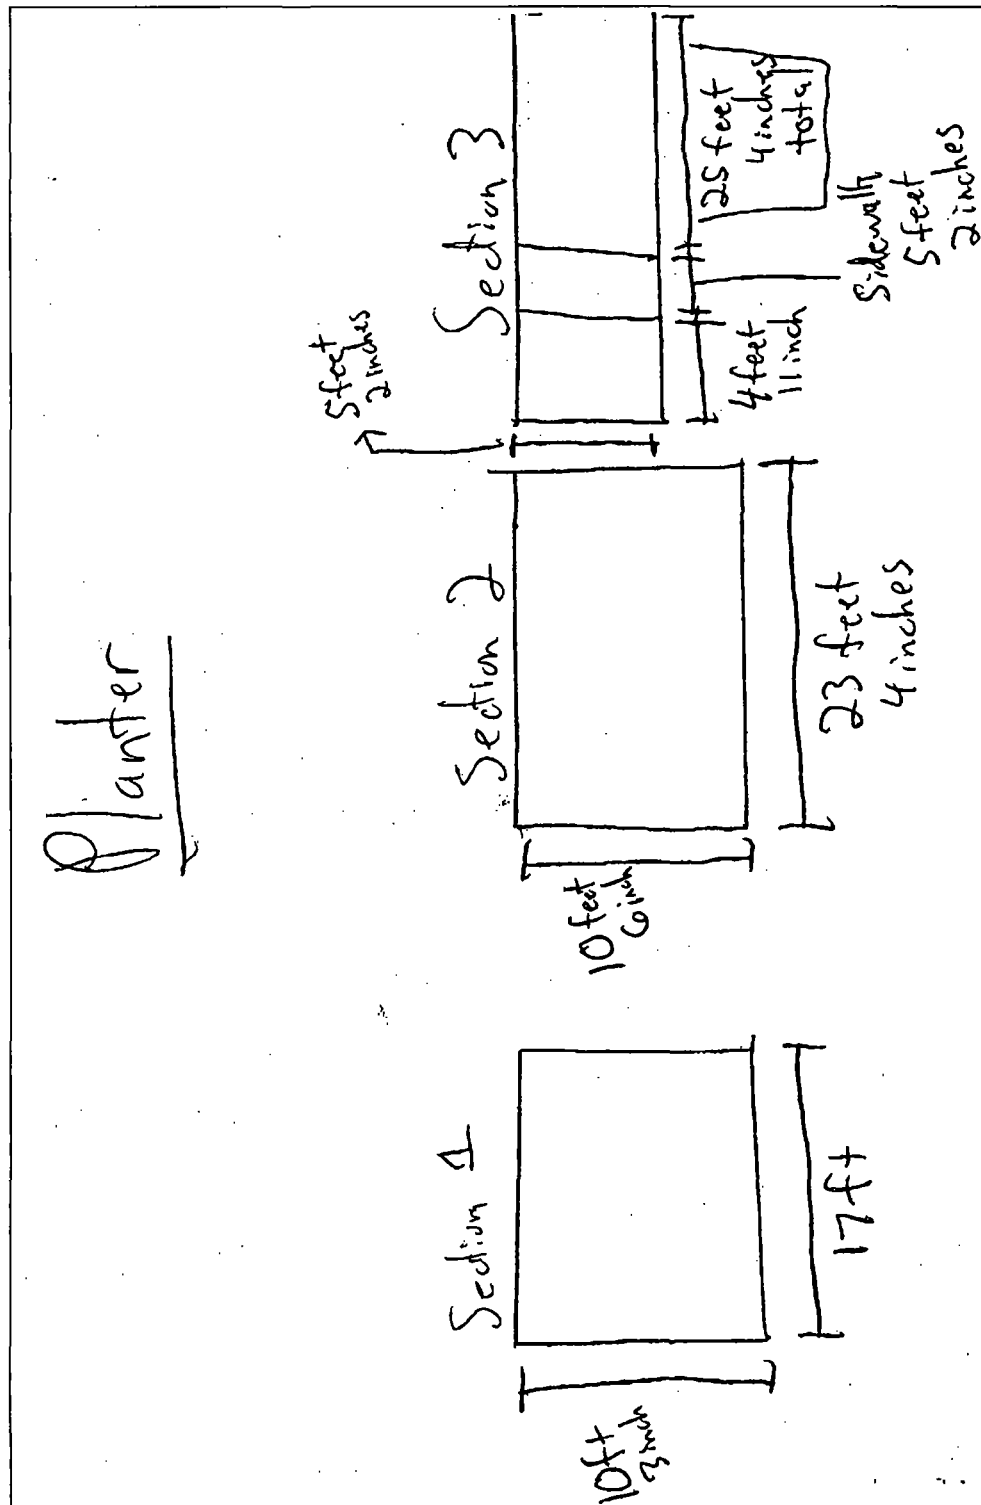 Planter
Section 1
10ft
3 inch
17ft
Section 2
10 feet
6 inch
23 feet
4 inches
Section 3
5 feet
2 inches
4 feet
11 inch
25 feet
4 inches
total
Sidewalk
5 feet
2 inches